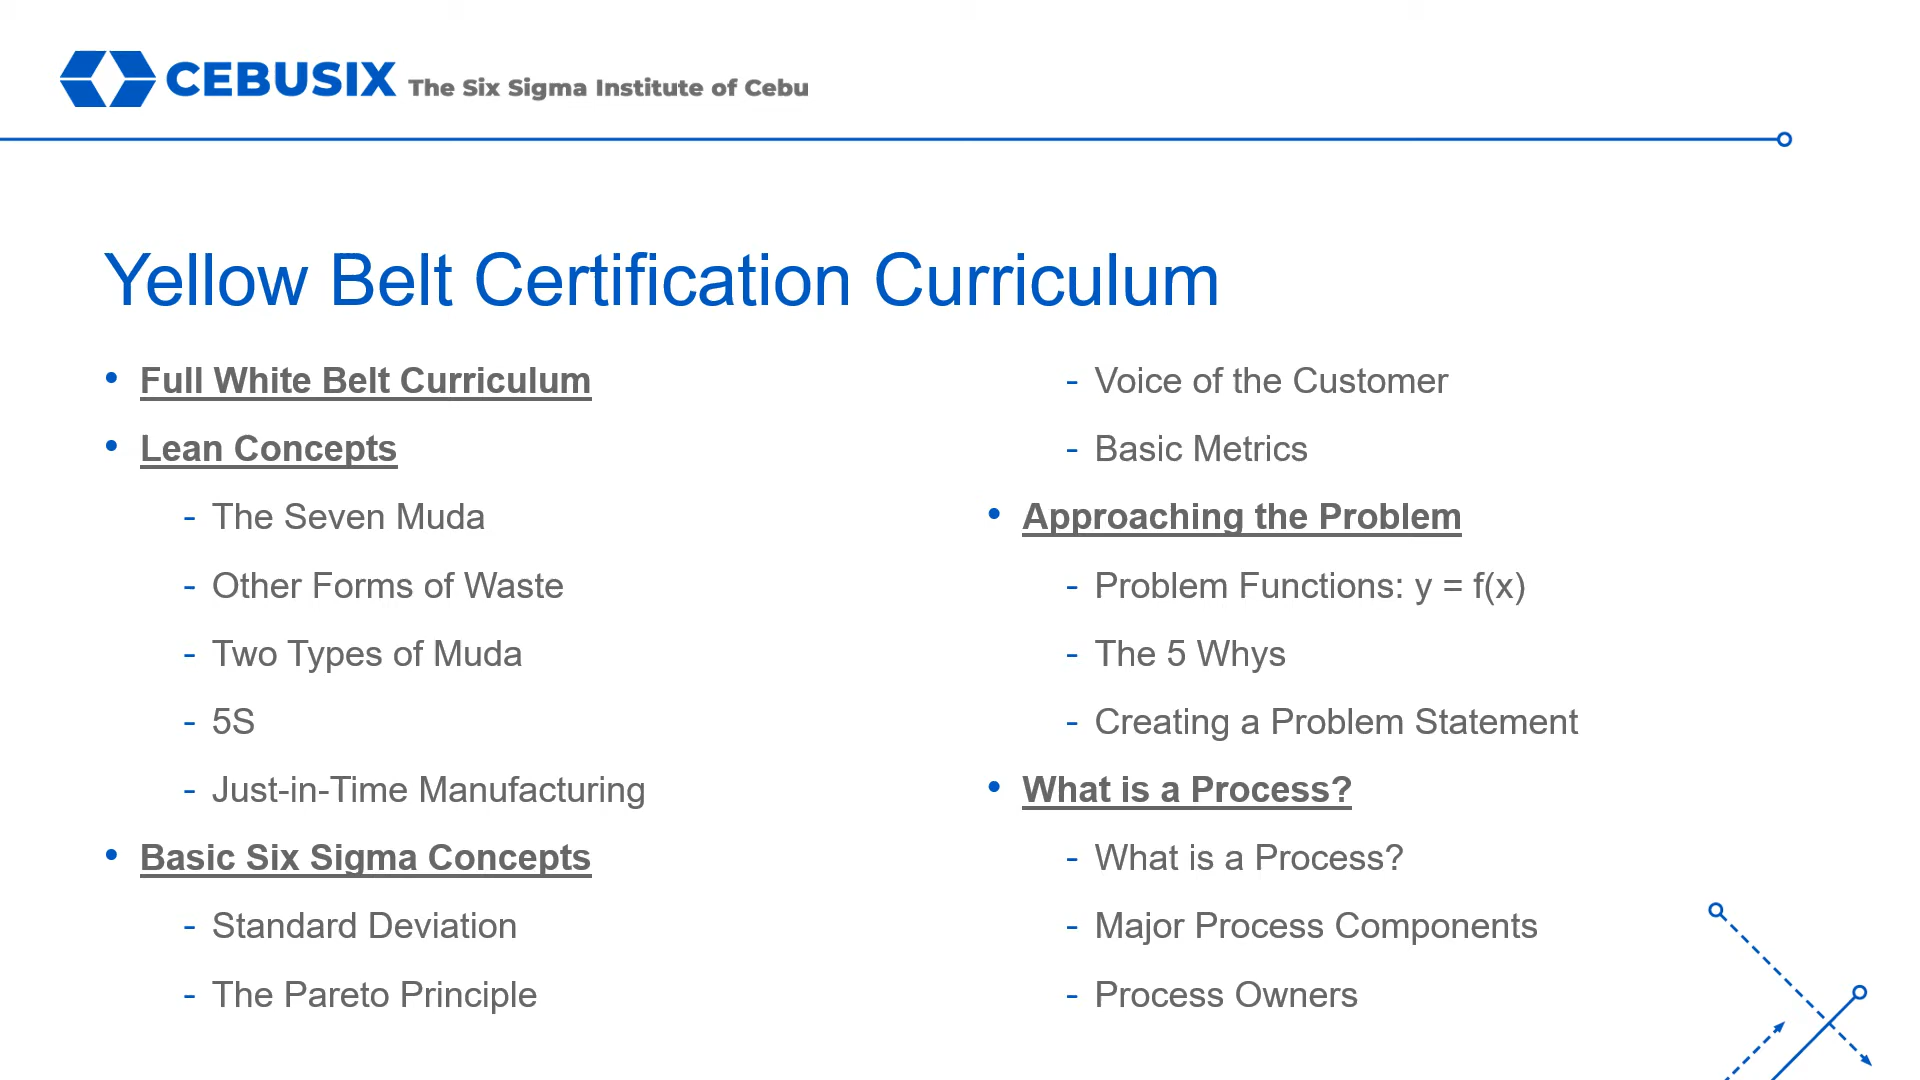 CEBUSIX The Six Sigma Institute of Cebu
Yellow Belt Certification Curriculum
• Full White Belt Curriculum
• Lean Concepts
- The Seven Muda
- Other Forms of Waste
- Two Types of Muda
- 5S
- Just-in-Time Manufacturing
• Basic Six Sigma Concepts
- Standard Deviation
- The Pareto Principle
- Voice of the Customer
- Basic Metrics
• Approaching the Problem
- Problem Functions: y = f(x)
- The 5 Whys
- Creating a Problem Statement
• What is a Process?
- What is a Process?
- Major Process Components
- Process Owners